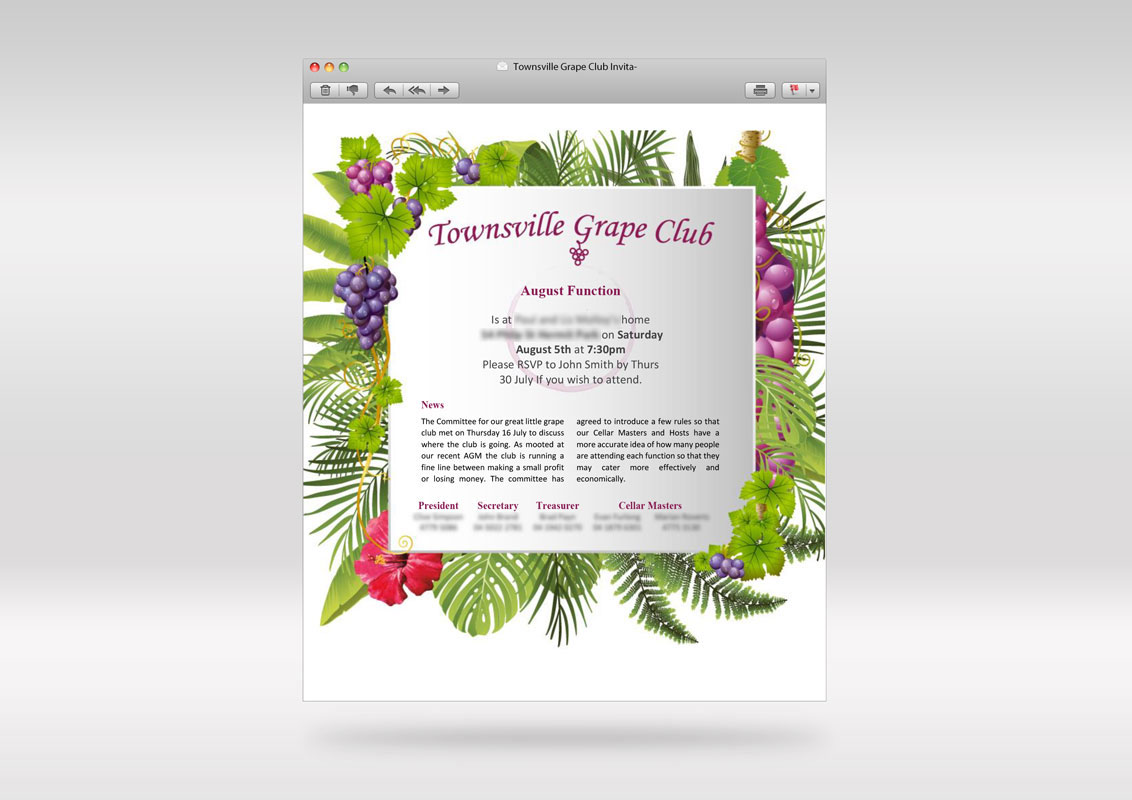 Townsville Grape Club Invita-
Townsville Grape Club
August Function
Is at home
on Saturday
August 5th at 7:30pm
Please RSVP to John Smith by Thurs
30 July If you wish to attend.
News
The Committee for our great little grape
club met on Thursday 16 July to discuss
where the club is going. As mooted at
our recent AGM the club is running a
fine line between making a small profit
or losing money. The committee has
agreed to introduce a few rules so that
our Cellar Masters and Hosts have a
more accurate idea of how many people
are attending each function so that they
may cater more effectively and
economically.
President Secretary Treasurer Cellar Masters